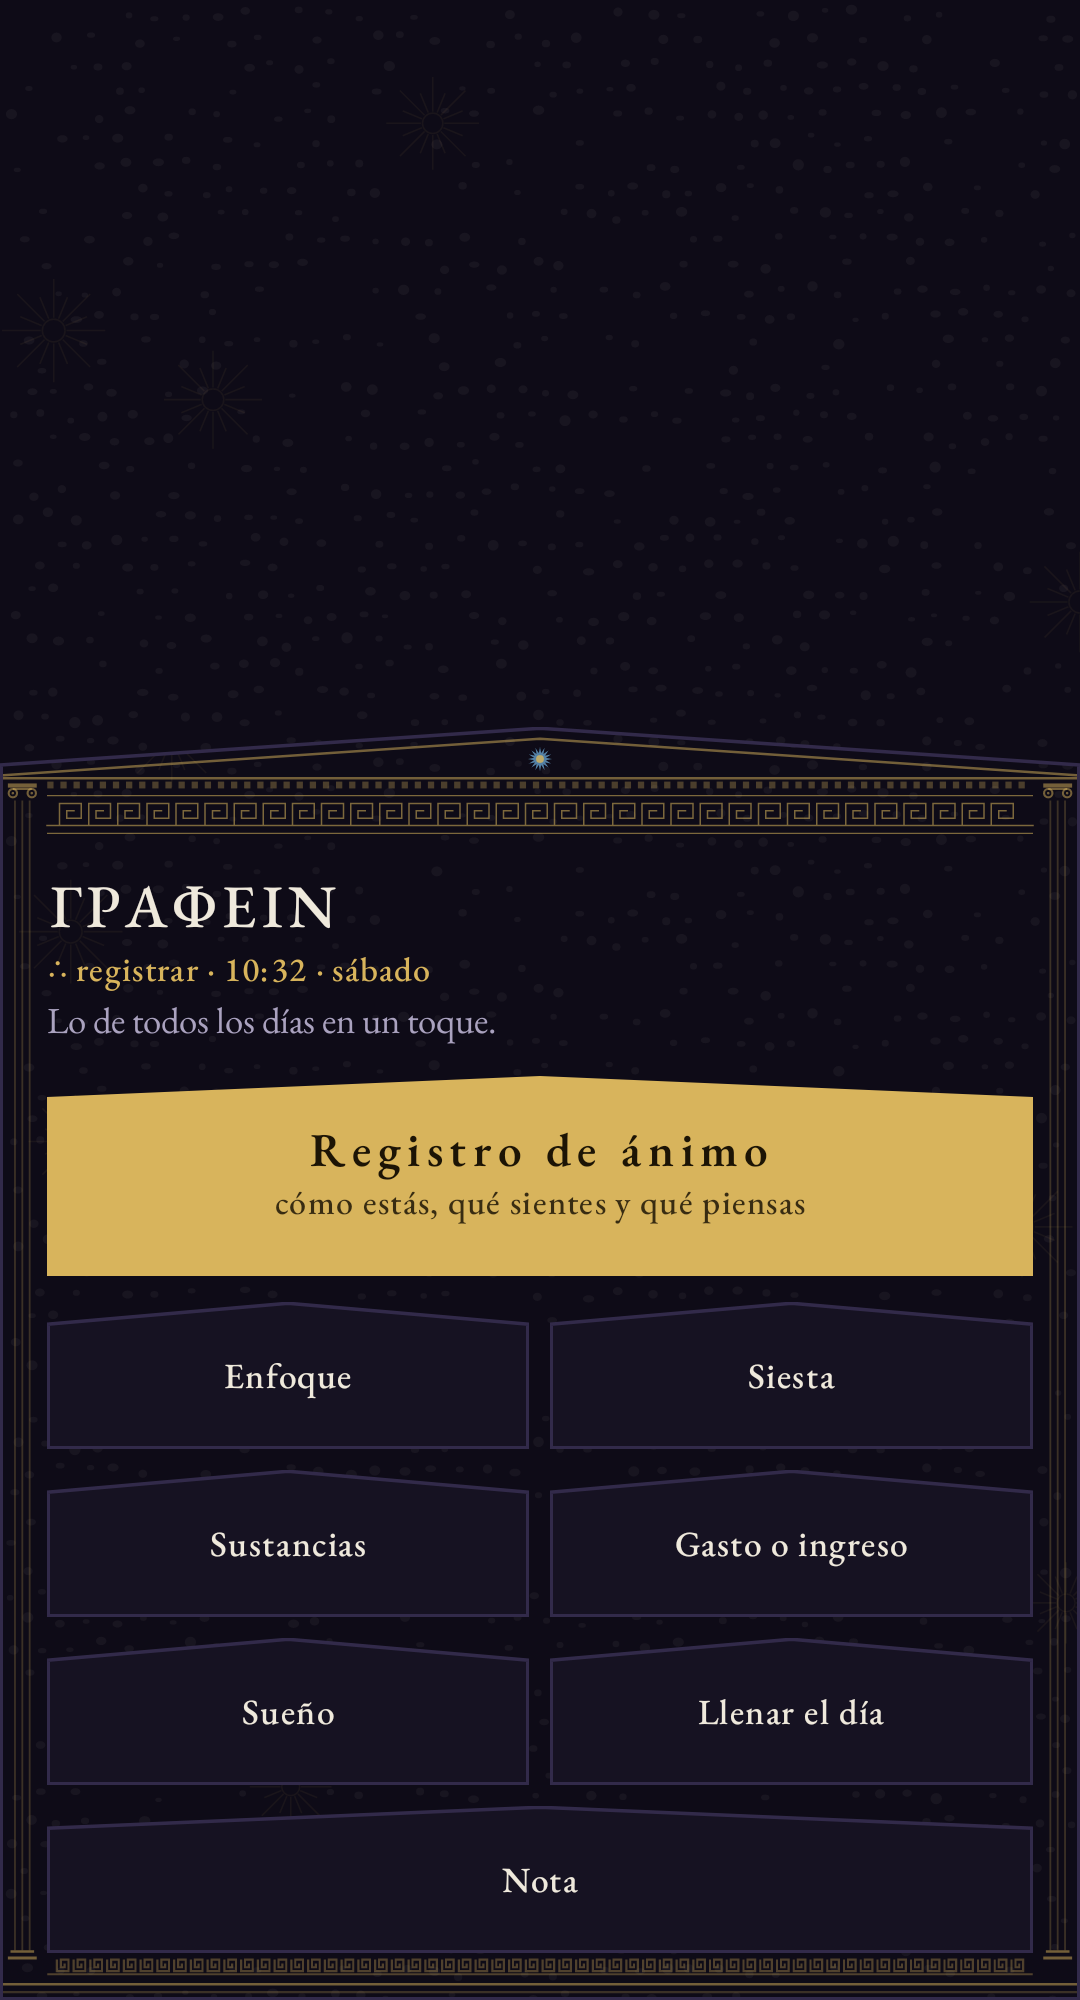 ΓΡΑΦΕΙΝ
∴ registrar · 10:32 · sábado
Lo de todos los días en un toque.
Registro de ánimo
cómo estás, qué sientes y qué piensas
Enfoque
Siesta
Sustancias
Gasto o ingreso
Sueño
Llenar el día
Nota